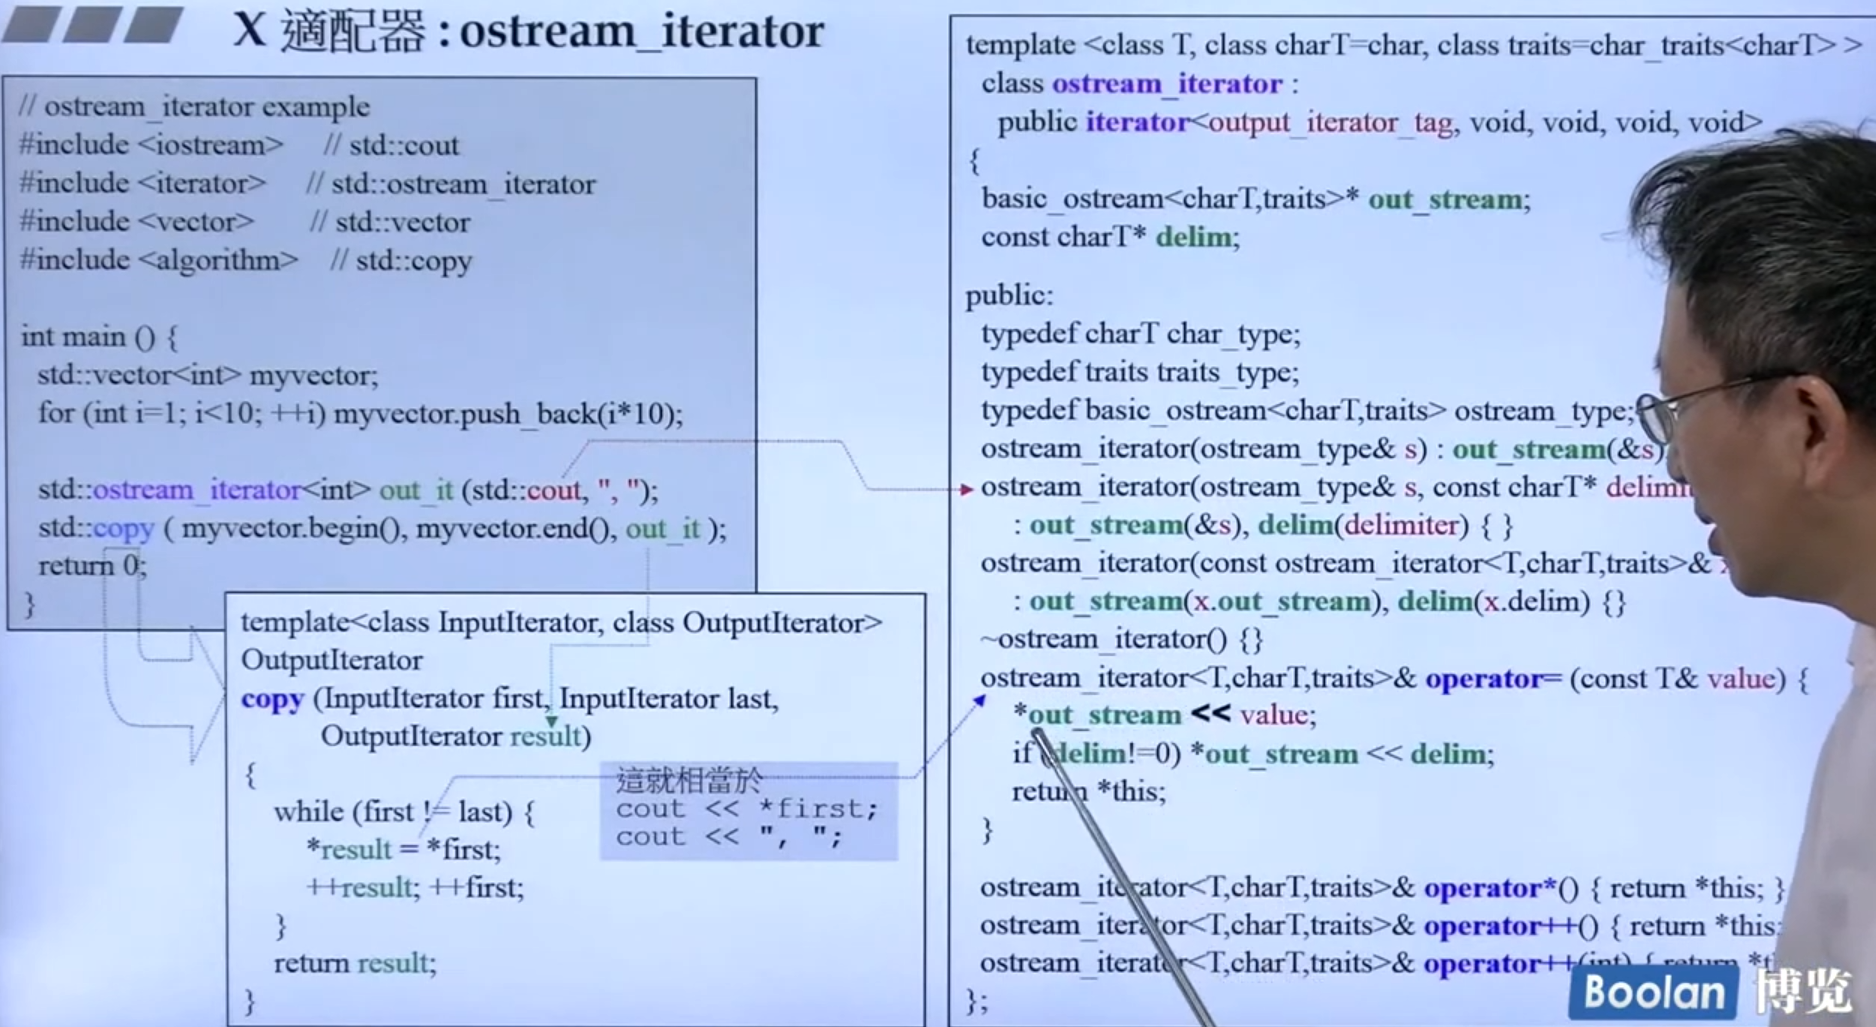 X 適配器 : ostream_iterator
// ostream_iterator example
#include <iostream> // std::cout
#include <iterator> // std::ostream_iterator
#include <vector> // std::vector
#include <algorithm> // std::copy
int main () {
std::vector<int> myvector;
for (int i=1; i<10; ++i) myvector.push_back(i*10);
std::ostream_iterator<int> out_it (std::cout, ", ");
std::copy ( myvector.begin(), myvector.end(), out_it );
return 0;
}
template<class InputIterator, class OutputIterator>
OutputIterator
copy (InputIterator first, InputIterator last,
OutputIterator result)
{
while (first != last) {
*result = *first;
++result; ++first;
}
return result;
}
這就相當於
cout << *first;
cout << ", ";
template <class T, class charT=char, class traits=char_traits<charT> >
class ostream_iterator :
public iterator<output_iterator_tag, void, void, void, void>
{
basic_ostream<charT,traits>* out_stream;
const charT* delim;
public:
typedef charT char_type;
typedef traits traits_type;
typedef basic_ostream<charT,traits> ostream_type;
ostream_iterator(ostream_type& s) : out_stream(&s)
ostream_iterator(ostream_type& s, const charT*
: out_stream(&s), delim(delimiter) { }
ostream_iterator(const ostream_iterator<T,charT,traits>&
: out_stream(x.out_stream), delim(x.delim) {}
~ostream_iterator() {}
ostream_iterator<T,charT,traits>& operator= (const T& value) {
*out_stream << value;
if (delim!=0) *out_stream << delim;
return *this;
}
ostream_iterator<T,charT,traits>& operator*() { return *this; }
ostream_iterator<T,charT,traits>& operator++() { return *this;
ostream_iterator<T,charT,traits>& operator++(int) { return
};
Boolan 博览